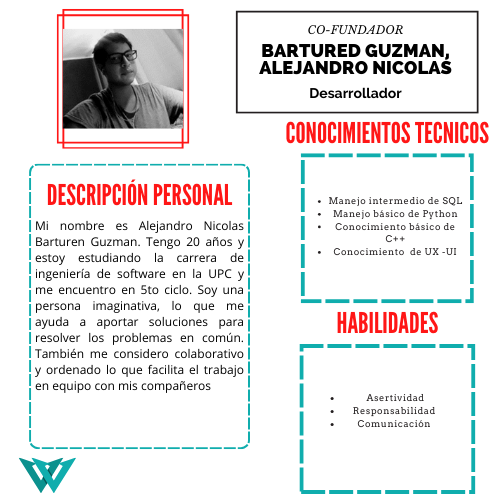 CO-FUNDADOR
BARTURED GUZMAN,
ALEJANDRO NICOLAS
Desarrollador
CONOCIMIENTOS TECNICOS
• Manejo intermedio de SQL
• Manejo básico de Python
• Conocimiento básico de
C++
• Conocimiento de UX -UI
DESCRIPCIÓN PERSONAL
Mi nombre es Alejandro Nicolas
Barturen Guzman. Tengo 20 años y
estoy estudiando la carrera de
ingeniería de software en la UPC y
me encuentro en 5to ciclo. Soy una
persona imaginativa, lo que me
ayuda a aportar soluciones para
resolver los problemas en común.
También me considero colaborativo
y ordenado lo que facilita el trabajo
en equipo con mis compañeros
HABILIDADES
• Asertividad
• Responsabilidad
• Comunicación